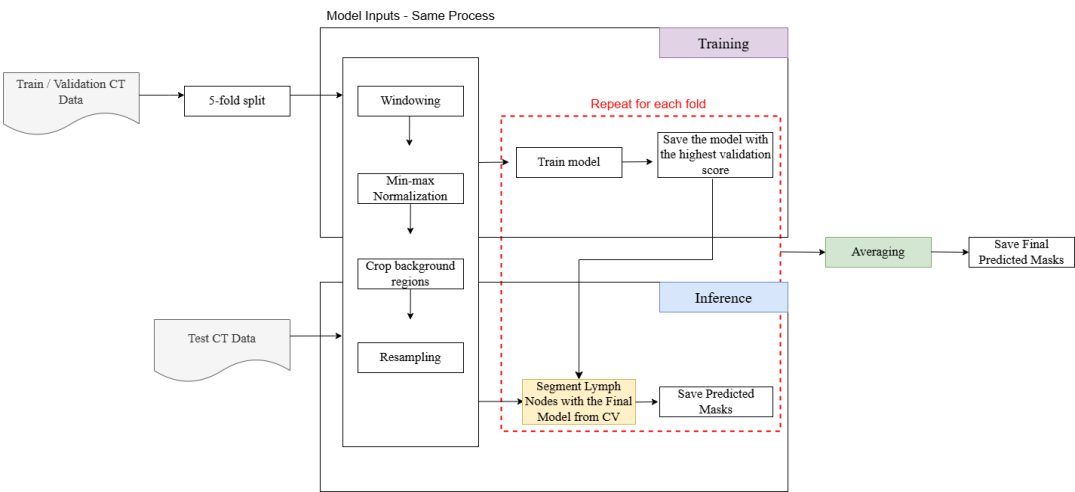 Model Inputs - Same Process
Training
Train / Validation CT
Data
5-fold split
Windowing
Repeat for each fold
Train model
Save the model with
the highest validation
score
Min-max
Normalization
Averaging
Save Final
Predicted Masks
Crop background
regions
Inference
Test CT Data
Resampling
Segment Lymph
Nodes with the Final
Model from CV
Save Predicted
Masks